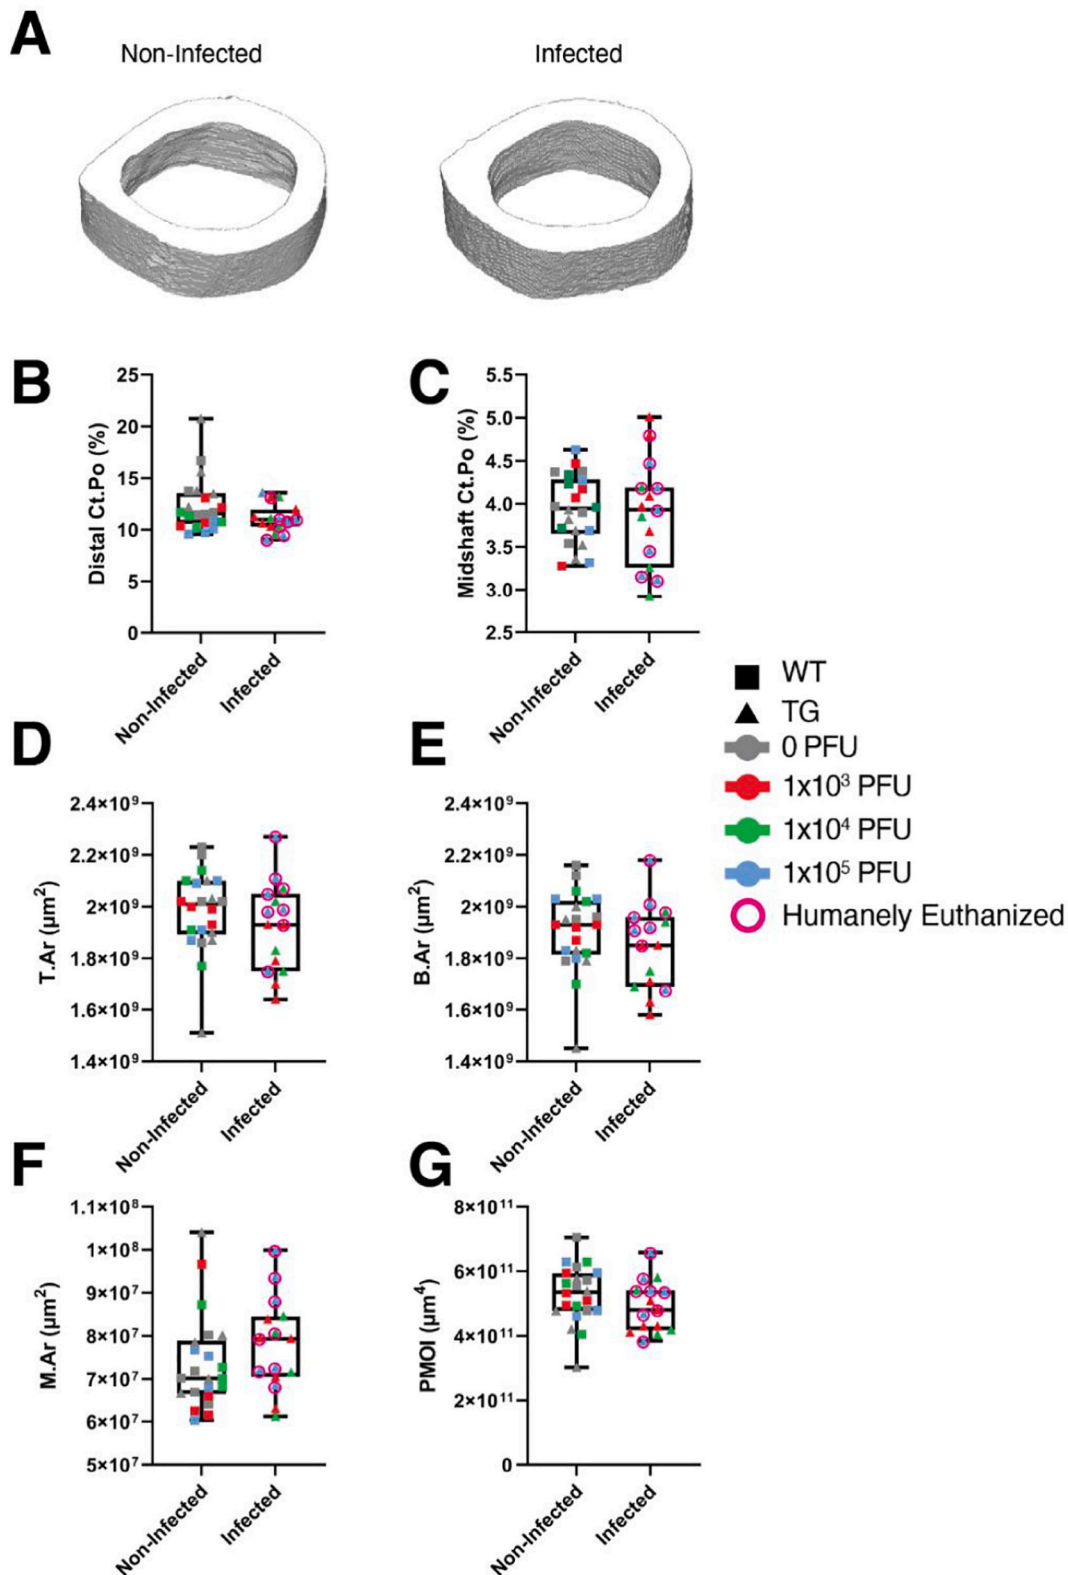 A
Non-Infected
Infected
B
Distal Ct.Po (%)
25
20
15
10
5
0
Non-Infected
Infected
C
Midshaft Ct.Po (%)
5.5
5.0
4.5
4.0
3.5
3.0
2.5
Non-Infected
Infected
WT
TG
0 PFU
1x10³ PFU
1x10⁴ PFU
1x10⁵ PFU
Humanely Euthanized
D
T.Ar (µm²)
2.4×10⁹
2.2×10⁹
2×10⁹
1.8×10⁹
1.6×10⁹
1.4×10⁹
Non-Infected
Infected
E
B.Ar (µm²)
2.4×10⁹
2.2×10⁹
2×10⁹
1.8×10⁹
1.6×10⁹
1.4×10⁹
Non-Infected
Infected
F
M.Ar (µm²)
1.1×10⁸
1×10⁸
9×10⁷
8×10⁷
7×10⁷
6×10⁷
5×10⁷
Non-Infected
Infected
G
PMOI (µm⁴)
8×10¹¹
6×10¹¹
4×10¹¹
2×10¹¹
0
Non-Infected
Infected